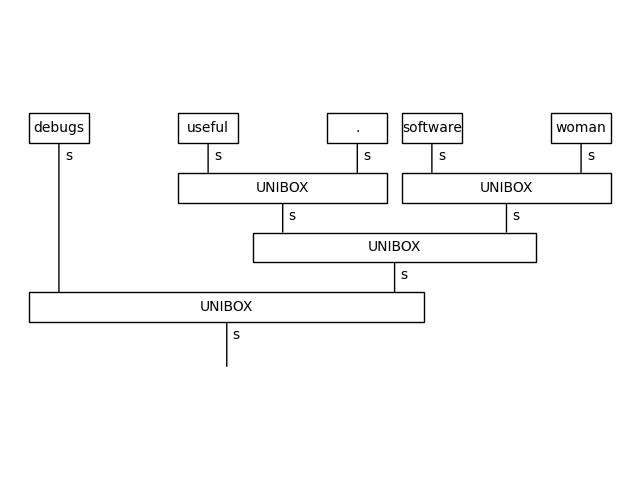 debugs useful . software woman
s s s s s
UNIBOX UNIBOX
s s
UNIBOX
s
UNIBOX
s